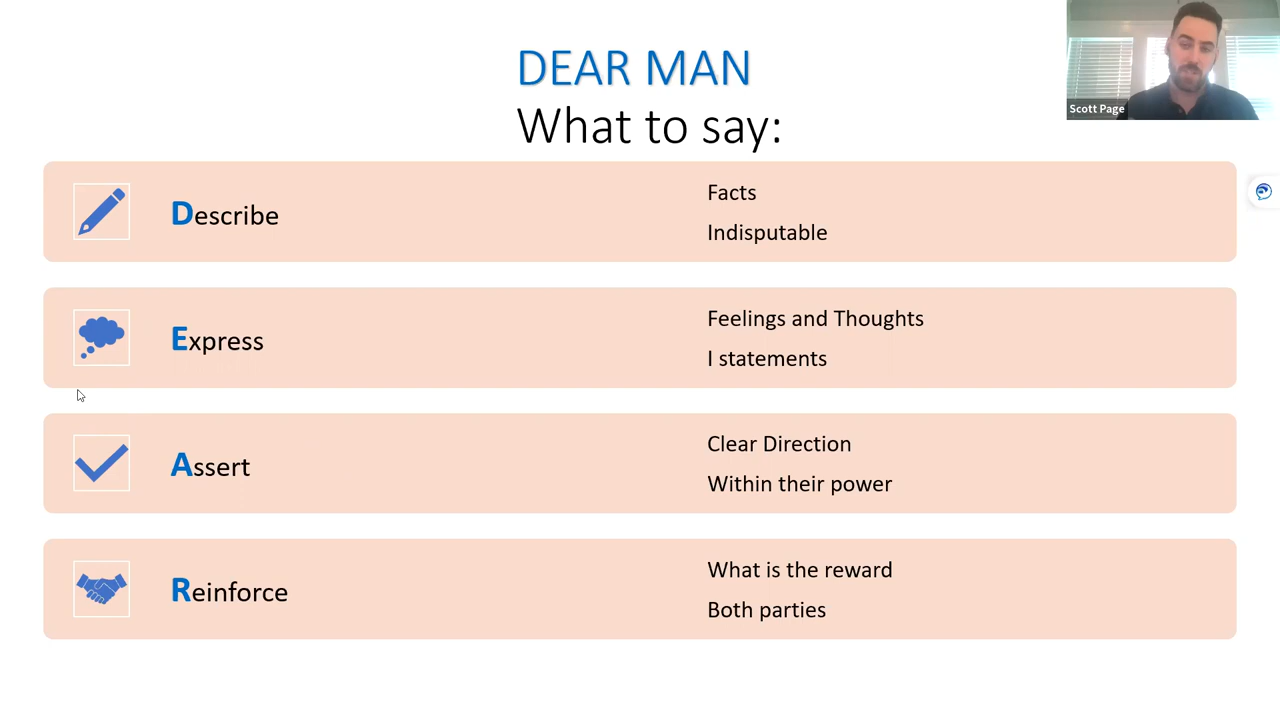 DEAR MAN
What to say:
Scott Page
Describe
Facts
Indisputable
Express
Feelings and Thoughts
I statements
Assert
Clear Direction
Within their power
Reinforce
What is the reward
Both parties